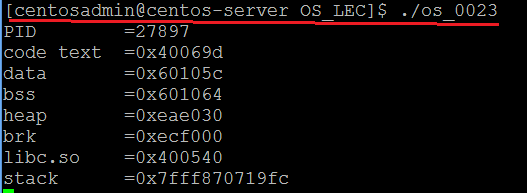 [centosadmin@centos-server OS_LEC]$ ./os_0023
PID       =27897
code text =0x40069d
data      =0x60105c
bss       =0x601064
heap      =0xeae030
brk       =0xecf000
libc.so   =0x400540
stack     =0x7fff870719fc